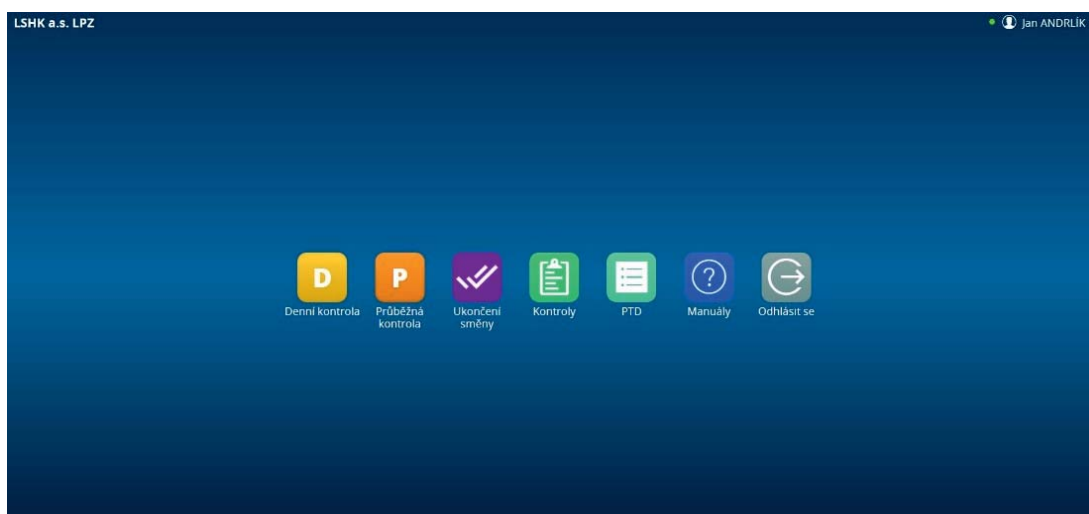 LSHK a.s. LPZ
Jan ANDRLÍK
D
P
Denní kontrola
Průběžná
kontrola
Ukončení
směny
Kontroly
PTD
?
Manuály
Odhlásit se